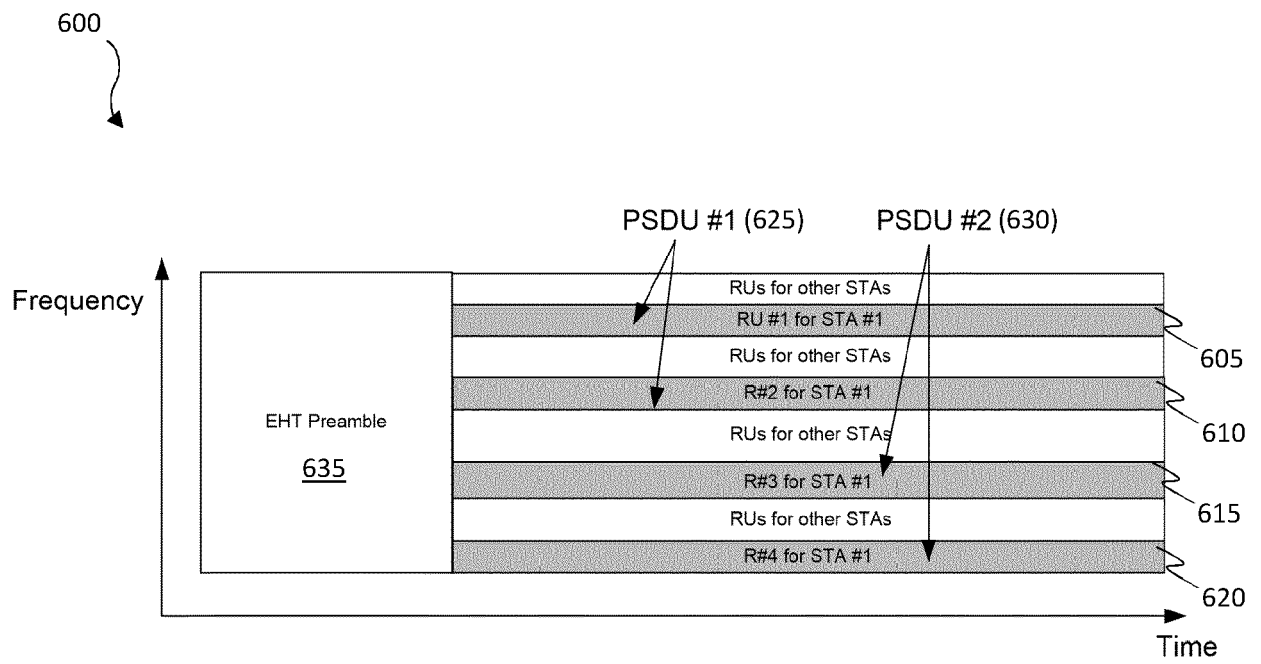 600
PSDU #1 (625)
PSDU #2 (630)
Frequency
RUs for other STAs
RU #1 for STA #1
605
RUs for other STAs
R#2 for STA #1
610
EHT Preamble
635
RUs for other STAs
R#3 for STA #1
615
RUs for other STAs
R#4 for STA #1
620
Time